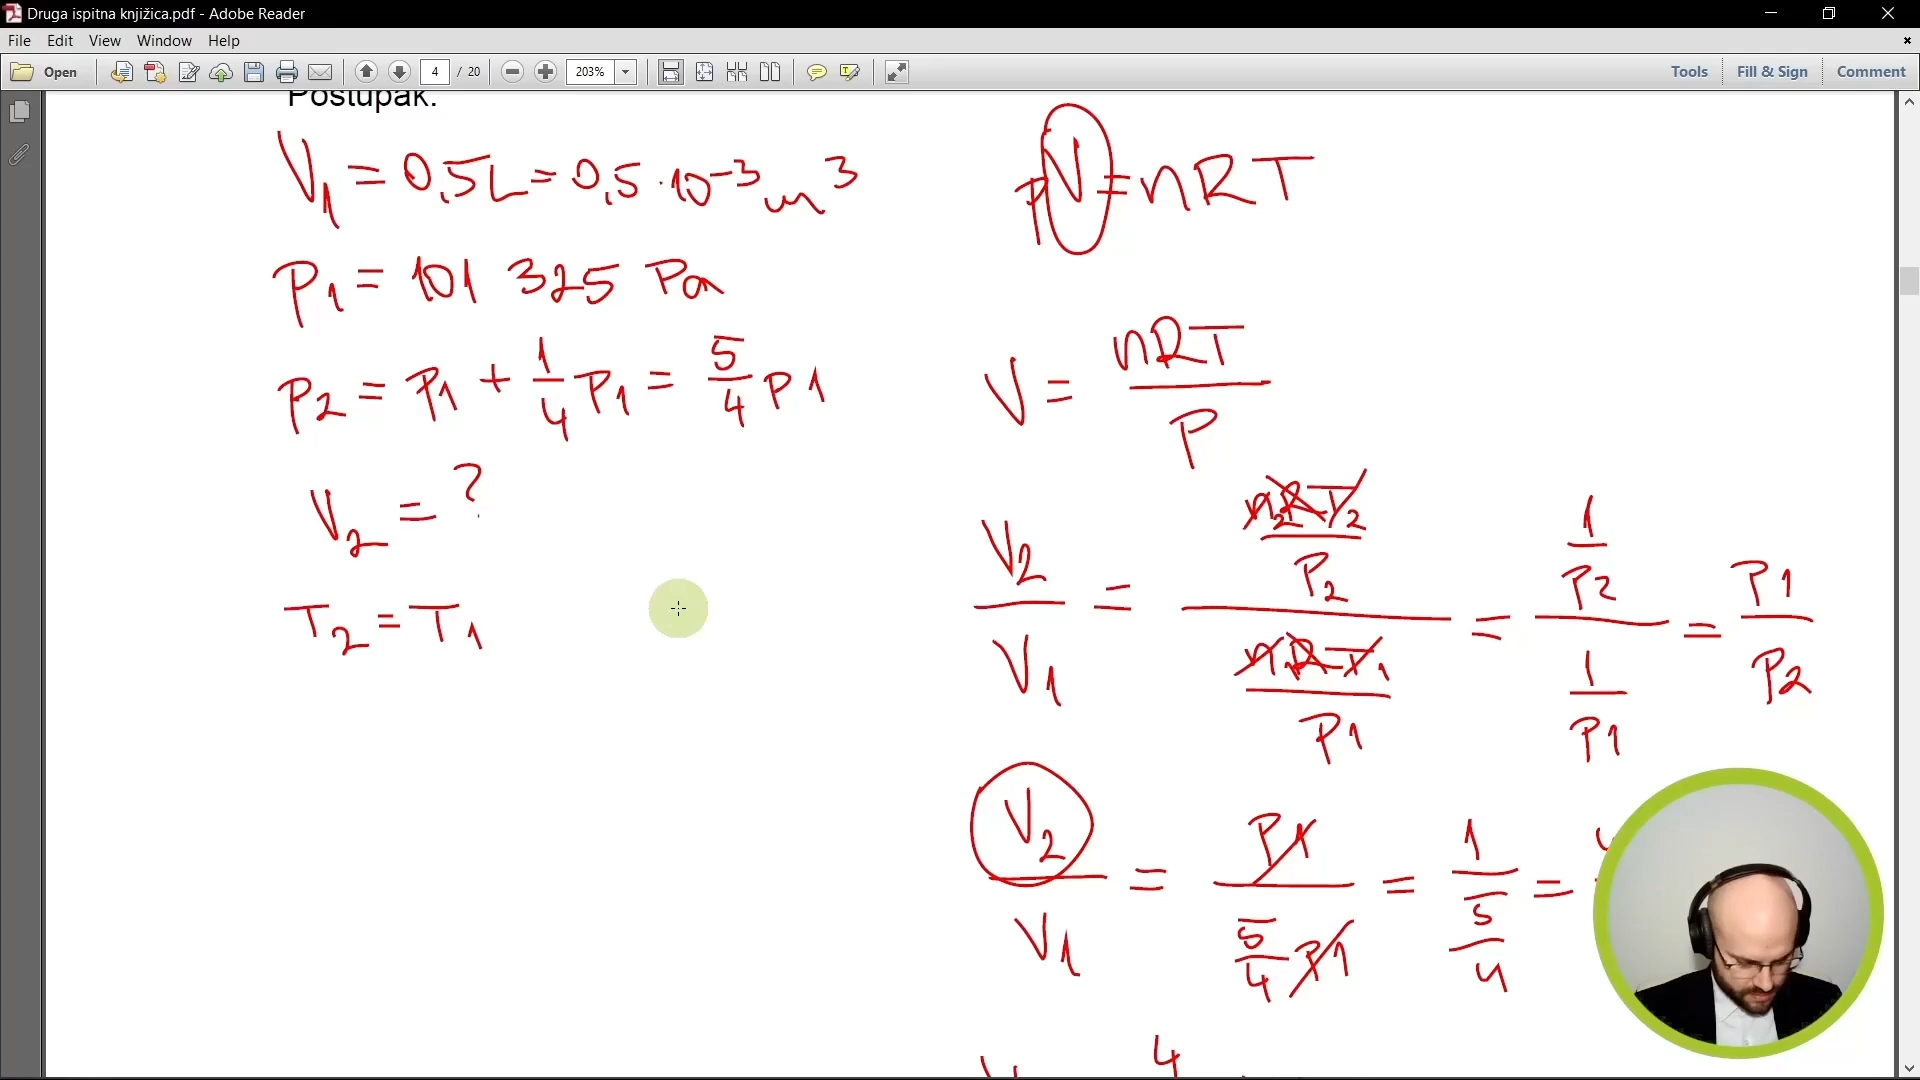 Druga ispitna knjižica.pdf - Adobe Reader
File Edit View Window Help
Open 4 / 20 203% Tools Fill & Sign Comment
Postupak:
V₁ = 0,5L = 0,5 · 10⁻³ m³
P₁ = 101 325 Pa
P₂ = P₁ + 1/4 P₁ = 5/4 P1
V₂ = ?
T₂ = T₁
pV = nRT
V = nRT / P
V₂/V₁ = (n₂RT₂/P₂) / (n₁RT₁/P1) = (1/P2) / (1/P1) = P1/P2
V₂/V₁ = P1 / (5/4 P1) = 1 / (5/4) =
4